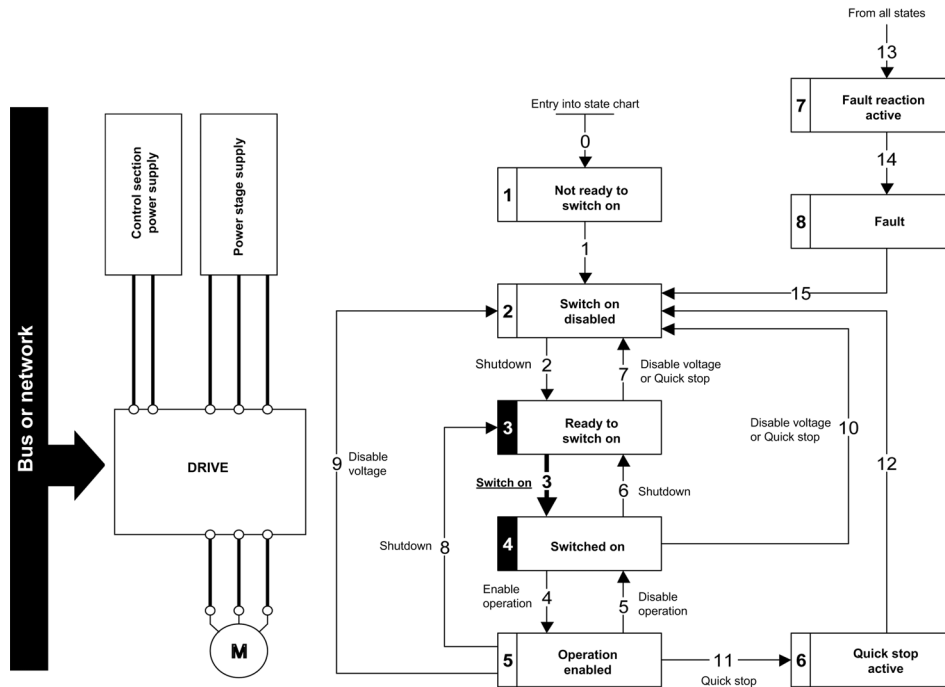 From all states
13
7
Fault reaction
active
14
8
Fault
15
Entry into state chart
0
1
Not ready to
switch on
1
2
Switch on
disabled
Shutdown
2
7
Disable voltage
or Quick stop
3
Ready to
switch on
Switch on
3
6
Shutdown
4
Switched on
Enable
operation
4
5
Disable
operation
5
Operation
enabled
11
Quick stop
6
Quick stop
active
9
Disable
voltage
Shutdown
8
Disable voltage
or Quick stop
10
12
Bus or network
Control section
power supply
Power stage supply
DRIVE
M